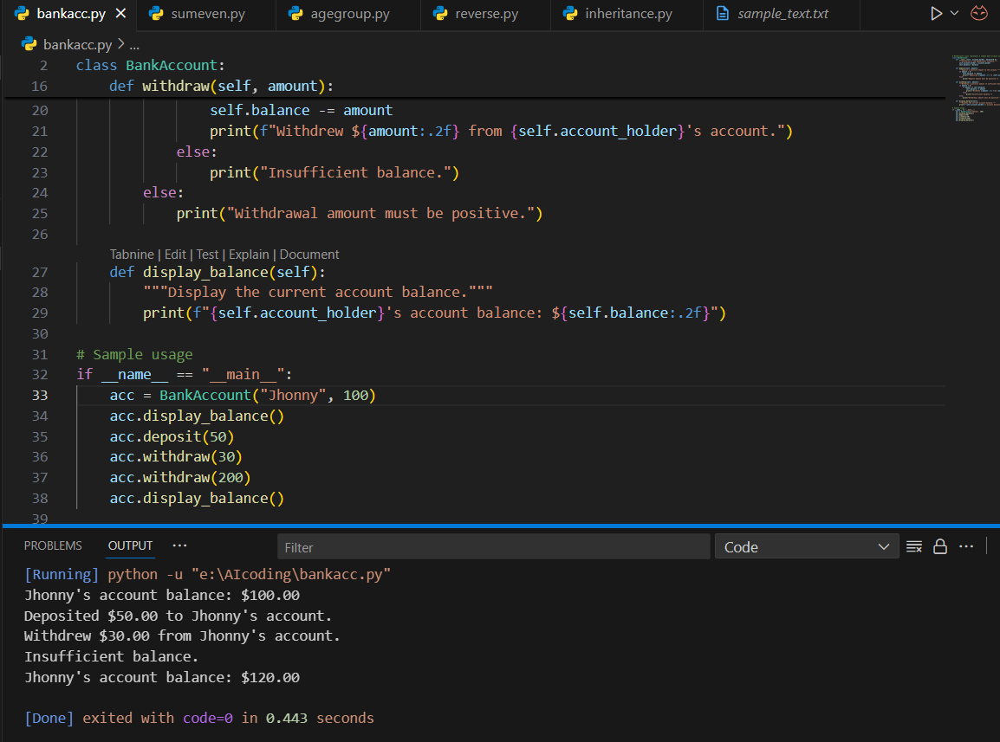 bankacc.py sumeven.py agegroup.py reverse.py inheritance.py sample_text.txt
bankacc.py > ...
2 class BankAccount:
16     def withdraw(self, amount):
20                 self.balance -= amount
21                 print(f"Withdrew ${amount:.2f} from {self.account_holder}'s account.")
22             else:
23                 print("Insufficient balance.")
24         else:
25             print("Withdrawal amount must be positive.")
26
Tabnine | Edit | Test | Explain | Document
27     def display_balance(self):
28         """Display the current account balance."""
29         print(f"{self.account_holder}'s account balance: ${self.balance:.2f}")
30
31 # Sample usage
32 if __name__ == "__main__":
33     acc = BankAccount("Jhonny", 100)
34     acc.display_balance()
35     acc.deposit(50)
36     acc.withdraw(30)
37     acc.withdraw(200)
38     acc.display_balance()
39
PROBLEMS OUTPUT ... Filter Code ...
[Running] python -u "e:\AIcoding\bankacc.py"
Jhonny's account balance: $100.00
Deposited $50.00 to Jhonny's account.
Withdrew $30.00 from Jhonny's account.
Insufficient balance.
Jhonny's account balance: $120.00
[Done] exited with code=0 in 0.443 seconds